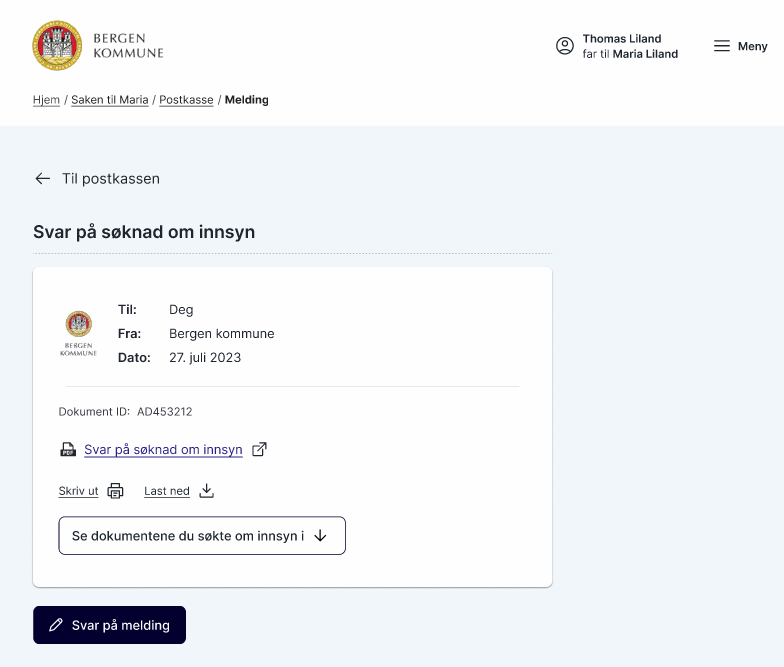 BERGEN
KOMMUNE
Thomas Liland
far til Maria Liland
Meny
Hjem / Saken til Maria / Postkasse / Melding
Til postkassen
Svar på søknad om innsyn
Til: Deg
Fra: Bergen kommune
Dato: 27. juli 2023
BERGEN
KOMMUNE
Dokument ID: AD453212
PDF
Svar på søknad om innsyn
Skriv ut Last ned
Se dokumentene du søkte om innsyn i
Svar på melding